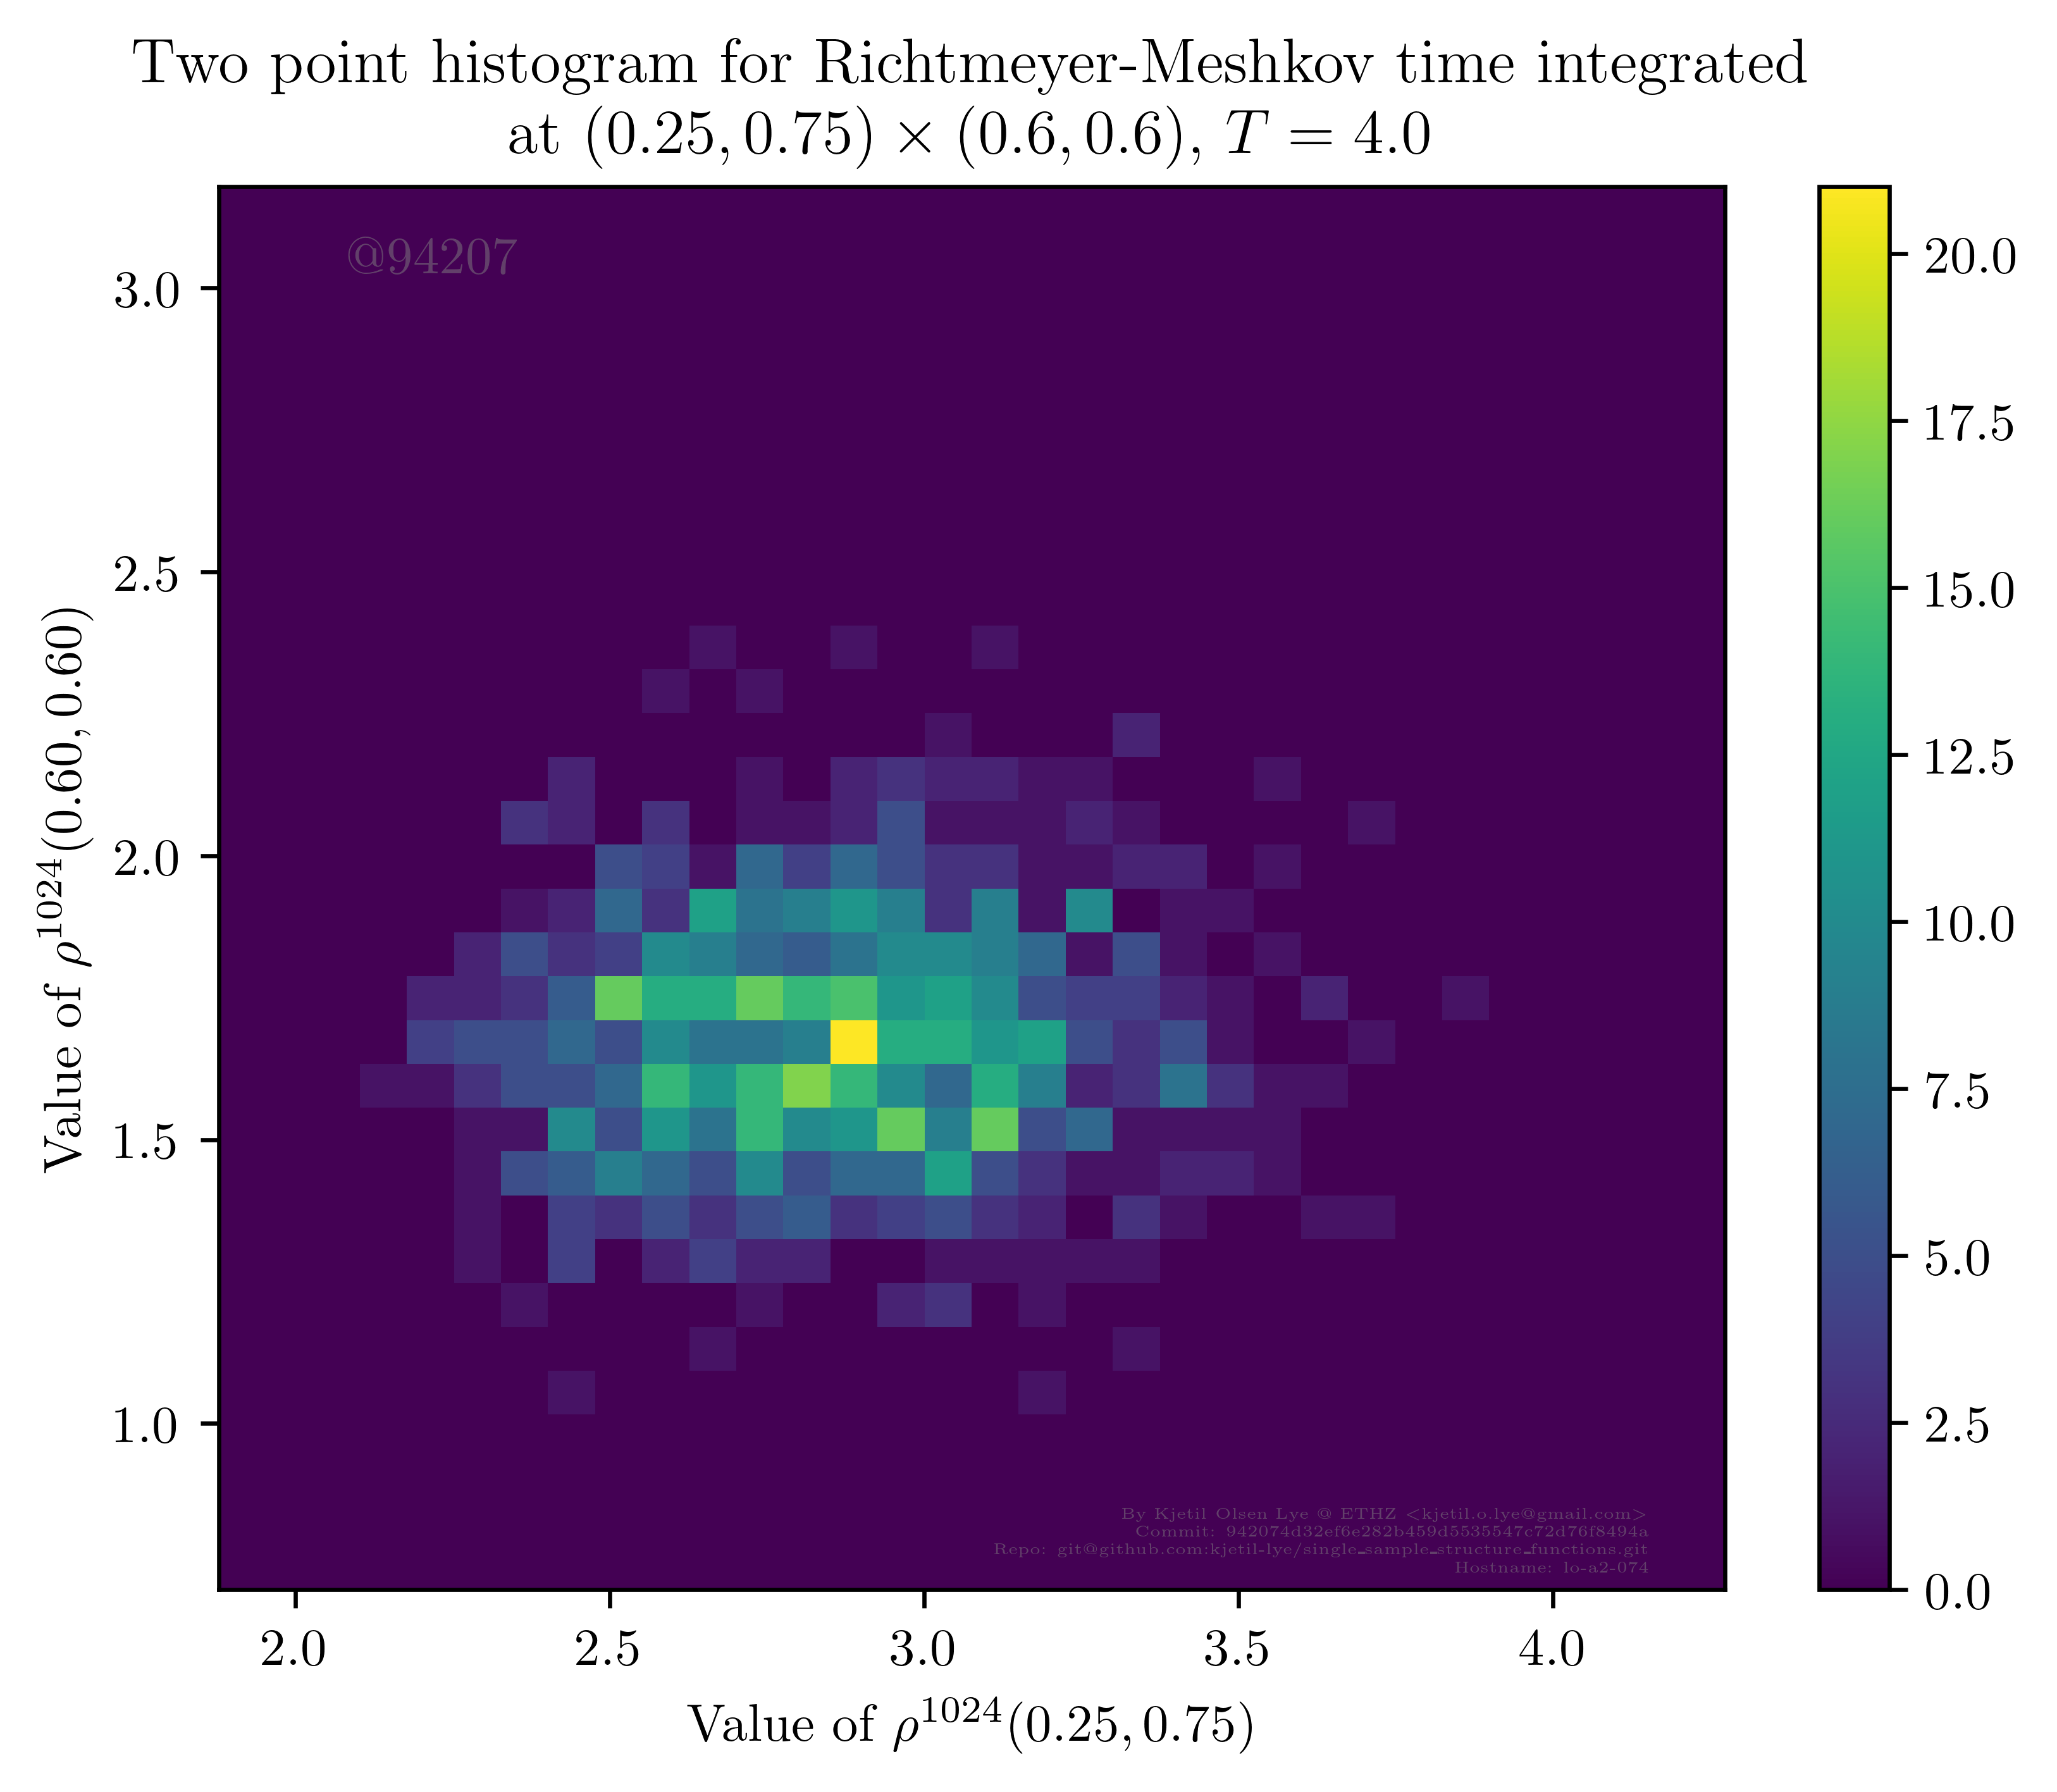 Two point histogram for Richtmeyer-Meshkov time integrated
at (0.25, 0.75) × (0.6, 0.6), T = 4.0
@94207
3.0
2.5
2.0
1.5
1.0
Value of ρ^1024(0.60, 0.60)
20.0
17.5
15.0
12.5
10.0
7.5
5.0
2.5
0.0
By Kjetil Olsen Lye @ ETHZ <kjetil.o.lye@gmail.com>
Commit: 942074d32ef6e282b459d5535547c72d76f8494a
Repo: git@github.com:kjetil-lye/single_sample_structure_functions.git
Hostname: lo-a2-074
2.0 2.5 3.0 3.5 4.0
Value of ρ^1024(0.25, 0.75)